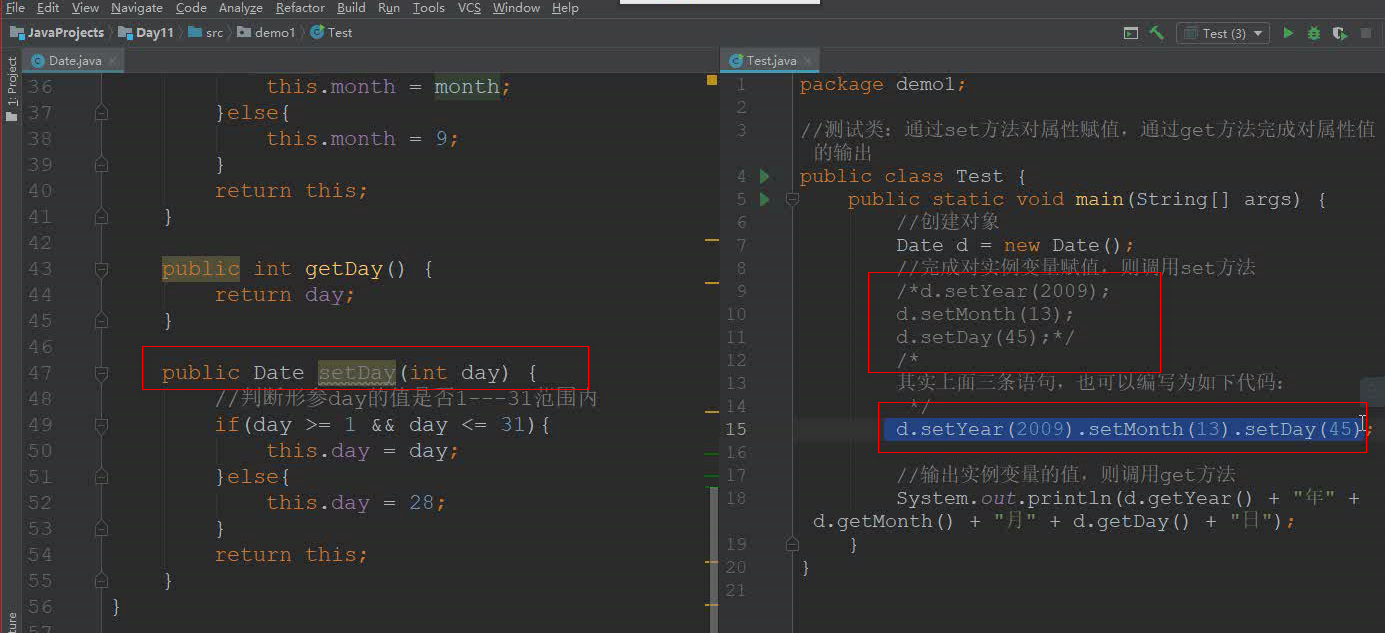 File Edit View Navigate Code Analyze Refactor Build Run Tools VCS Window Help
JavaProjects Day11 src demo1 Test
Test (3)
1: Project
Date.java
36 this.month = month;
37 }else{
38 this.month = 9;
39 }
40 return this;
41 }
42
43 public int getDay() {
44 return day;
45 }
46
47 public Date setDay(int day) {
48 //判断形参day的值是否1---31范围内
49 if(day >= 1 && day <= 31){
50 this.day = day;
51 }else{
52 this.day = 28;
53 }
54 return this;
55 }
56 }
57
Test.java
1 package demo1;
2
3 //测试类：通过set方法对属性赋值，通过get方法完成对属性值
的输出
4 public class Test {
5 public static void main(String[] args) {
6 //创建对象
7 Date d = new Date();
8 //完成对实例变量赋值，则调用set方法
9 /*d.setYear(2009);
10 d.setMonth(13);
11 d.setDay(45);*/
12 /*
13 其实上面三条语句，也可以编写为如下代码：
14 */
15 d.setYear(2009).setMonth(13).setDay(45);
16
17 //输出实例变量的值，则调用get方法
18 System.out.println(d.getYear() + "年" +
d.getMonth() + "月" + d.getDay() + "日");
19 }
20 }
21